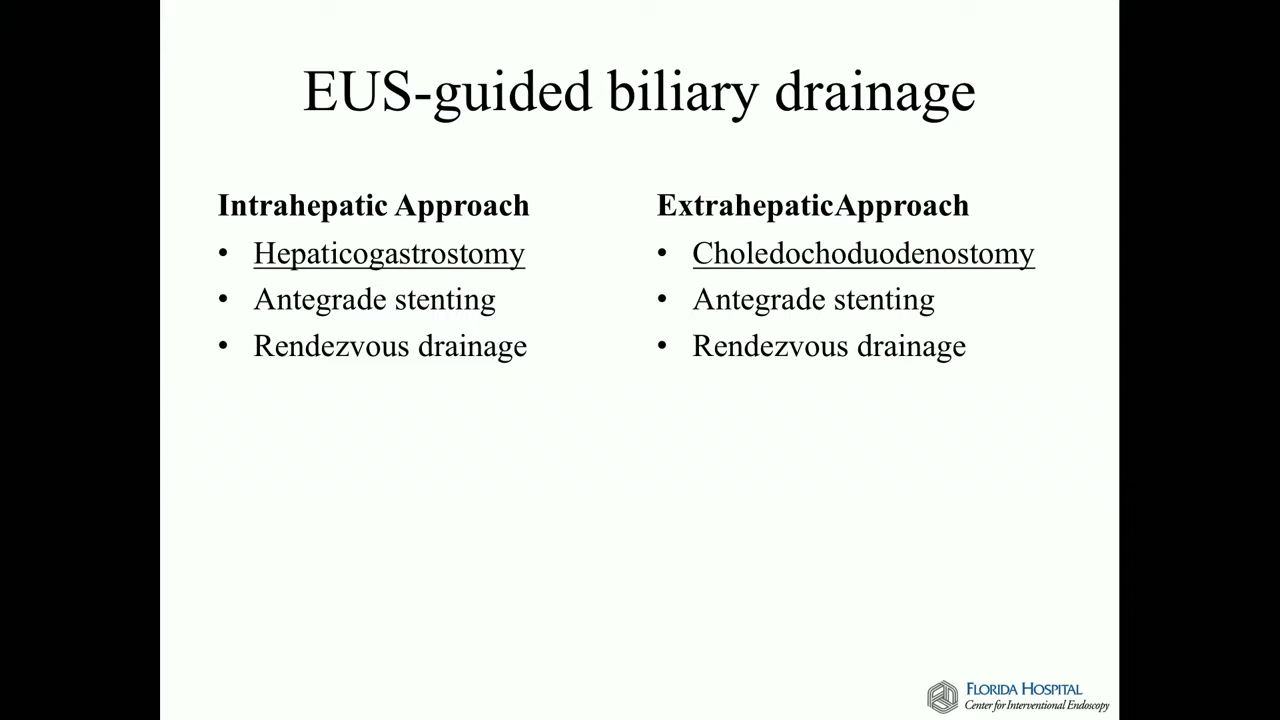 EUS-guided biliary drainage
Intrahepatic Approach
• Hepaticogastrostomy
• Antegrade stenting
• Rendezvous drainage
ExtrahepaticApproach
• Choledochoduodenostomy
• Antegrade stenting
• Rendezvous drainage
FLORIDA HOSPITAL
Center for Interventional Endoscopy